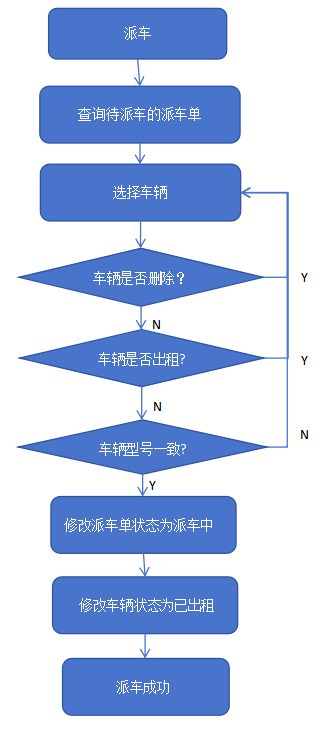 派车
查询待派车的派车单
选择车辆
车辆是否删除？
Y
N
车辆是否出租?
Y
N
车辆型号一致?
N
Y
修改派车单状态为派车中
修改车辆状态为已出租
派车成功